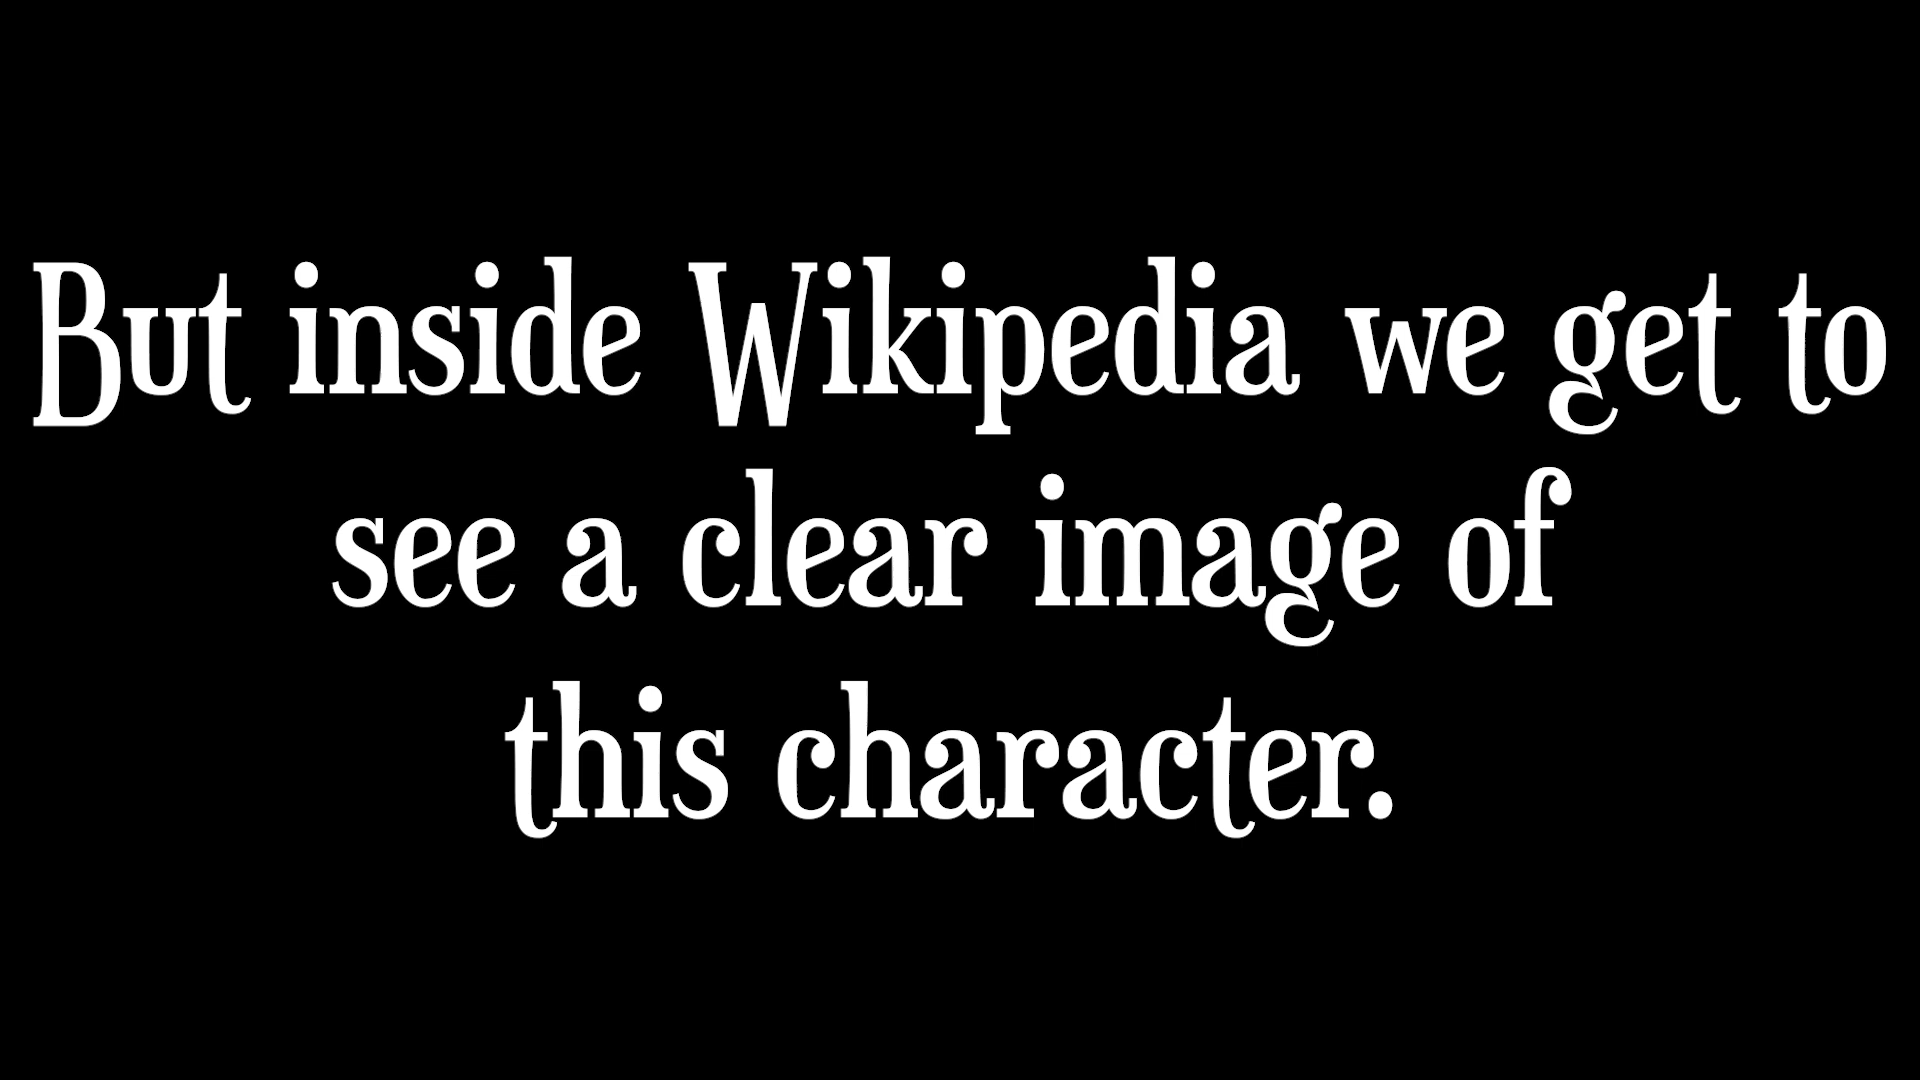 But inside Wikipedia we get to
see a clear image of
this character.